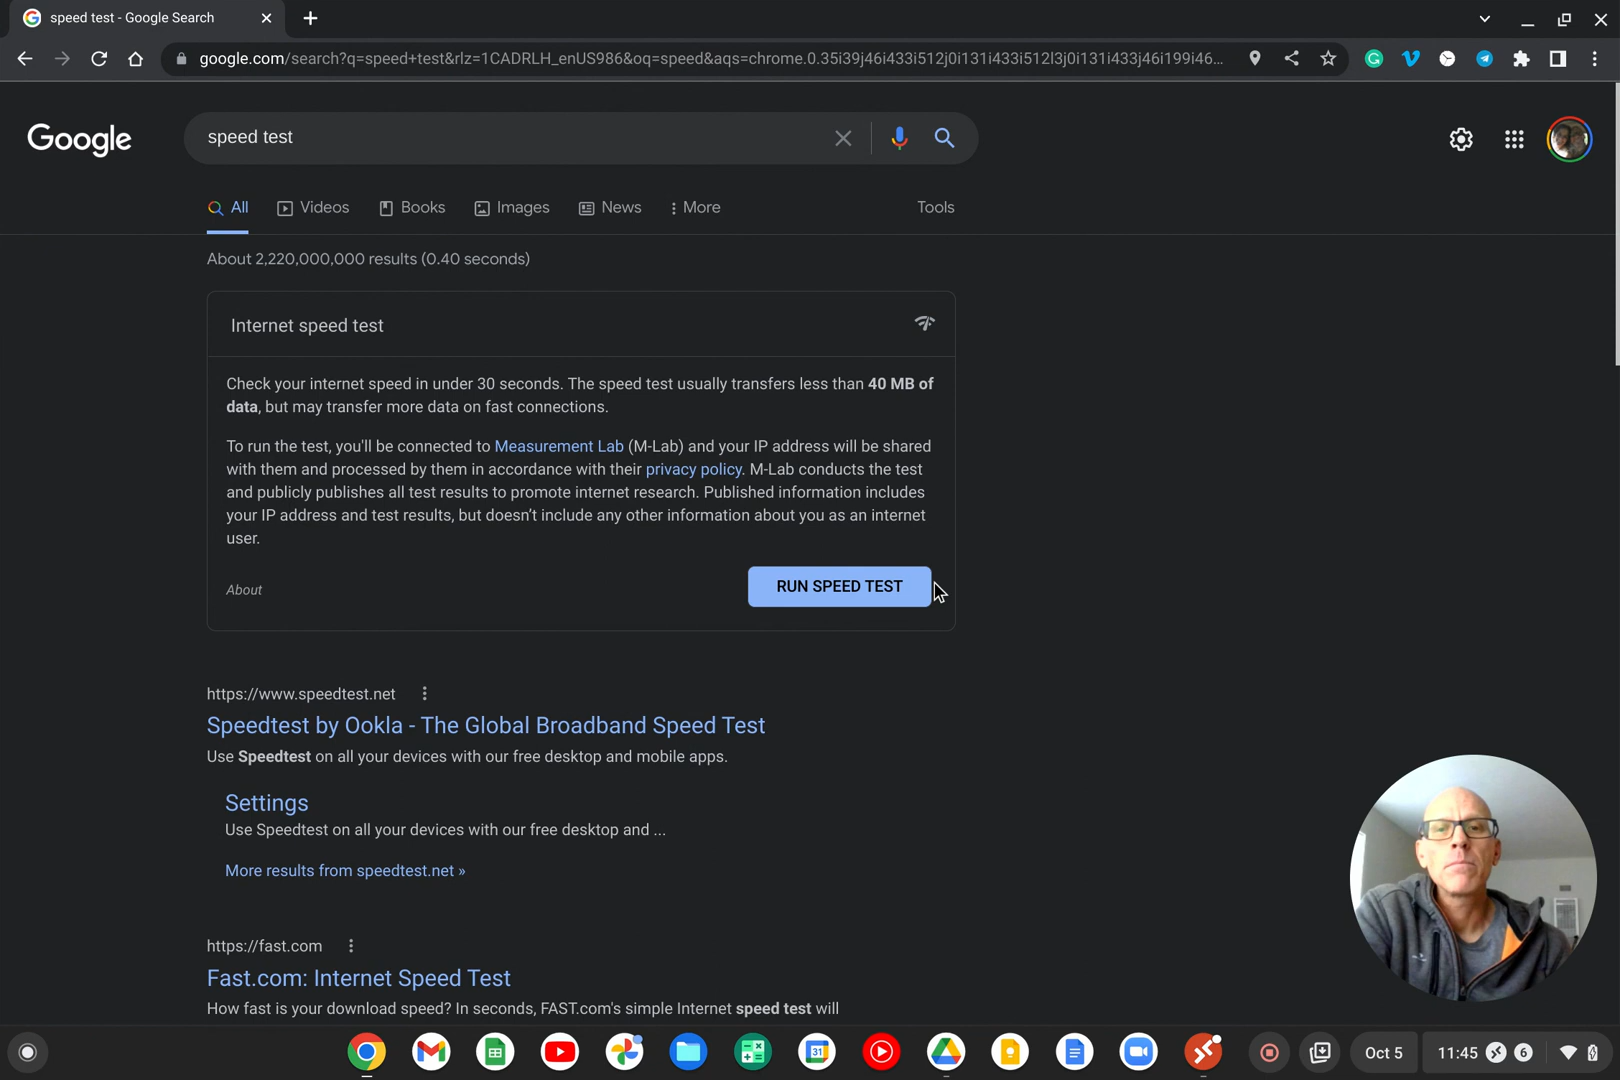 speed test - Google Search
google.com/search?q=speed+test&rlz=1CADRLH_enUS986&oq=speed&aqs=chrome.0.35i39j46i433i512j0i131i433i512l3j0i131i433j46i199i46...
Google
speed test
All
Videos
Books
Images
News
More
Tools
About 2,220,000,000 results (0.40 seconds)
Internet speed test
Check your internet speed in under 30 seconds. The speed test usually transfers less than 40 MB of
data, but may transfer more data on fast connections.
To run the test, you'll be connected to Measurement Lab (M-Lab) and your IP address will be shared
with them and processed by them in accordance with their privacy policy. M-Lab conducts the test
and publicly publishes all test results to promote internet research. Published information includes
your IP address and test results, but doesn't include any other information about you as an internet
user.
About
RUN SPEED TEST
https://www.speedtest.net
Speedtest by Ookla - The Global Broadband Speed Test
Use Speedtest on all your devices with our free desktop and mobile apps.
Settings
Use Speedtest on all your devices with our free desktop and ...
More results from speedtest.net »
https://fast.com
Fast.com: Internet Speed Test
How fast is your download speed? In seconds, FAST.com's simple Internet speed test will
31
Oct 5
11:45
6